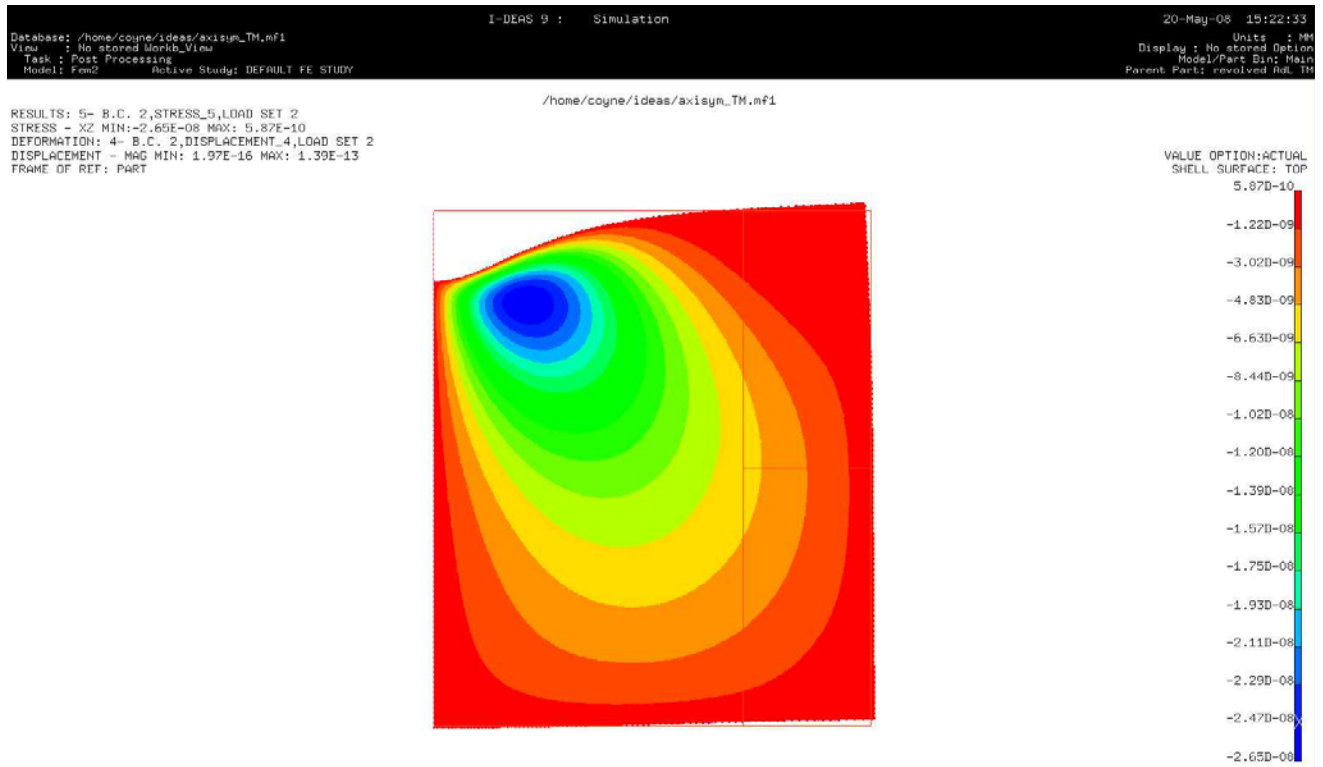 I-DEAS 9 :    Simulation
20-May-08  15:22:33
Database: /home/coyne/ideas/axisym_TM.mf1
View     : No stored Workb_View
Task : Post Processing
Model: Fem2        Active Study: DEFAULT FE STUDY
Units  : MM
Display : No stored Option
Model/Part Bin: Main
Parent Part: revolved AdL TM
/home/coyne/ideas/axisym_TM.mf1
RESULTS: 5- B.C. 2,STRESS_5,LOAD SET 2
STRESS - XZ MIN:-2.65E-08 MAX: 5.87E-10
DEFORMATION: 4- B.C. 2,DISPLACEMENT_4,LOAD SET 2
DISPLACEMENT - MAG MIN: 1.97E-16 MAX: 1.39E-13
FRAME OF REF: PART
VALUE OPTION:ACTUAL
SHELL SURFACE: TOP
5.87D-10
-1.22D-09
-3.02D-09
-4.83D-09
-6.63D-09
-8.44D-09
-1.02D-08
-1.20D-08
-1.39D-08
-1.57D-08
-1.75D-08
-1.93D-08
-2.11D-08
-2.29D-08
-2.47D-08
X
-2.65D-08